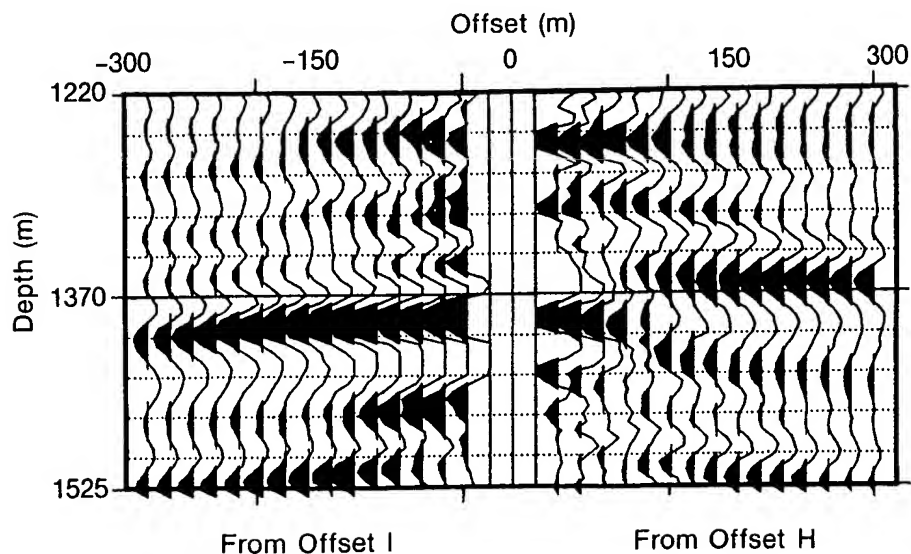 Offset (m)
-300 -150 0 150 300
1220
Depth (m)
1370
1525
From Offset I From Offset H